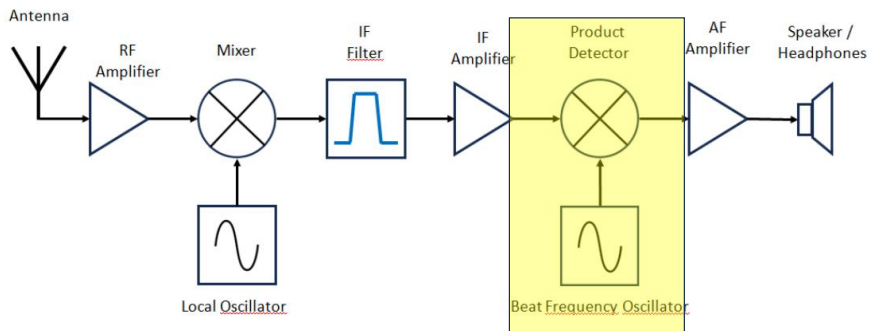 Antenna
RF
Amplifier
Mixer
IF
Filter
IF
Amplifier
Product
Detector
AF
Amplifier
Speaker /
Headphones
Local Oscillator
Beat Frequency Oscillator